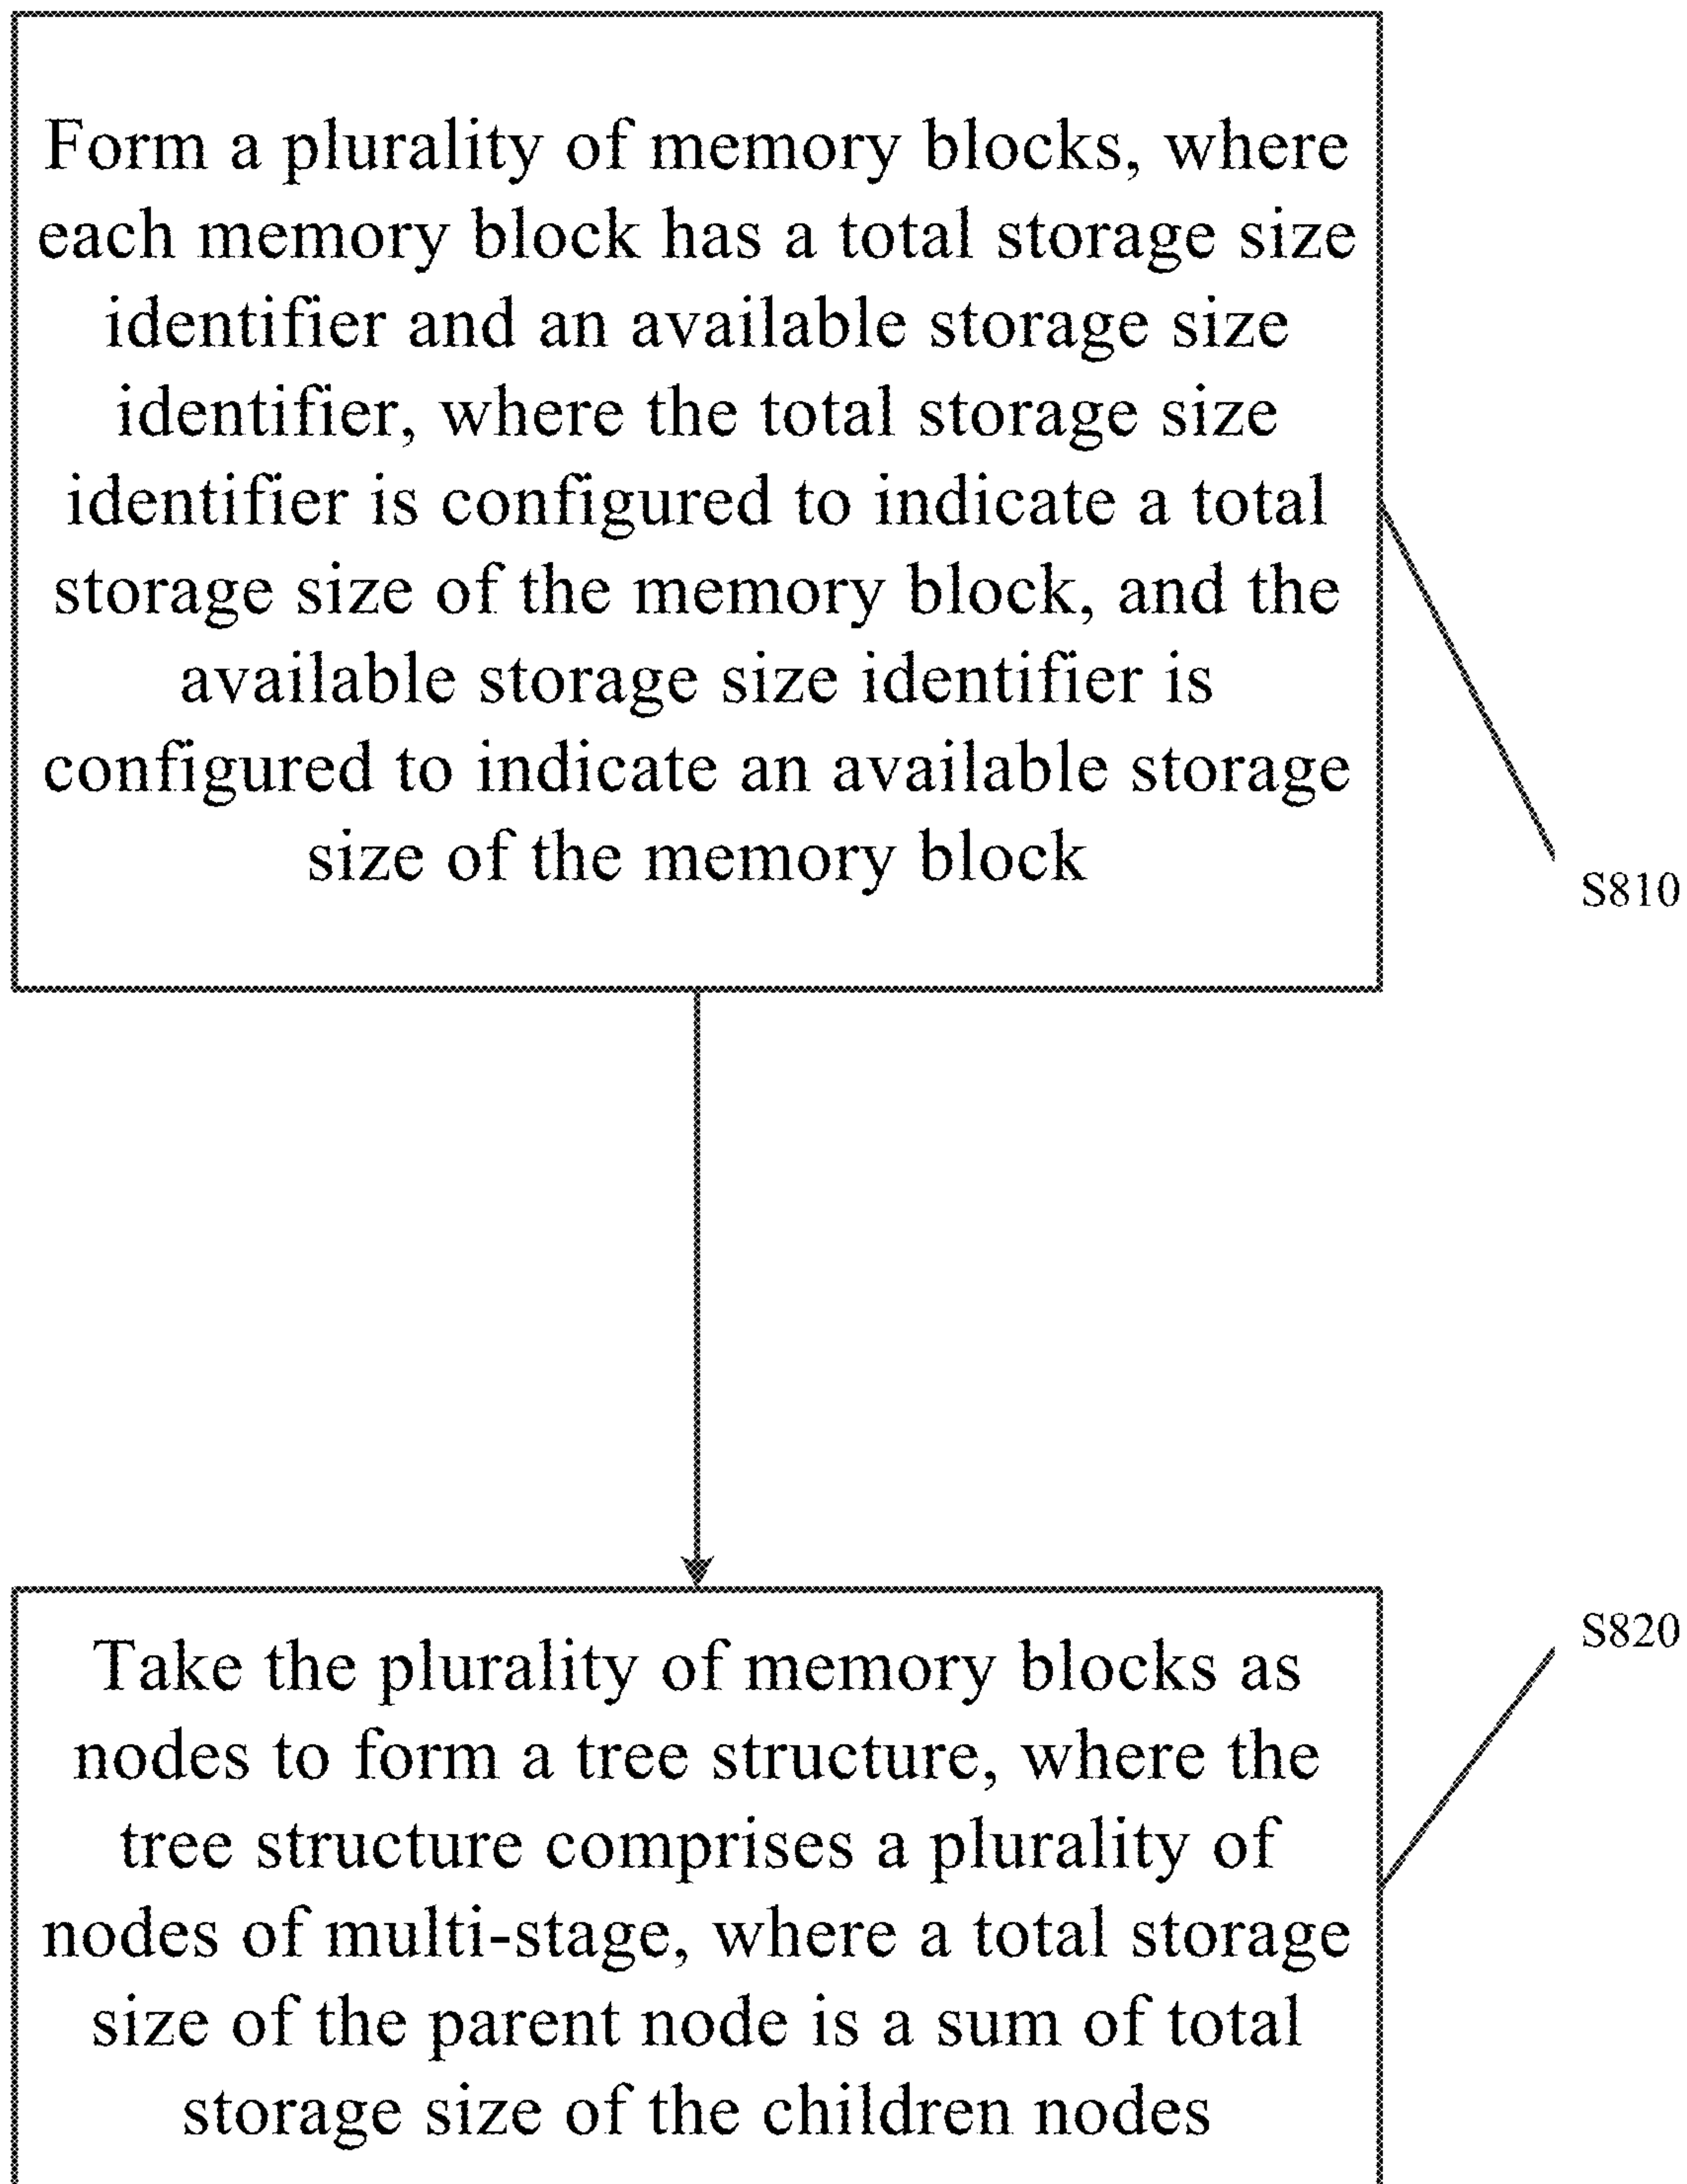 Form a plurality of memory blocks, where
each memory block has a total storage size
identifier and an available storage size
identifier, where the total storage size
identifier is configured to indicate a total
storage size of the memory block, and the
available storage size identifier is
configured to indicate an available storage
size of the memory block
S810
S820
Take the plurality of memory blocks as
nodes to form a tree structure, where the
tree structure comprises a plurality of
nodes of multi-stage, where a total storage
size of the parent node is a sum of total
storage size of the children nodes